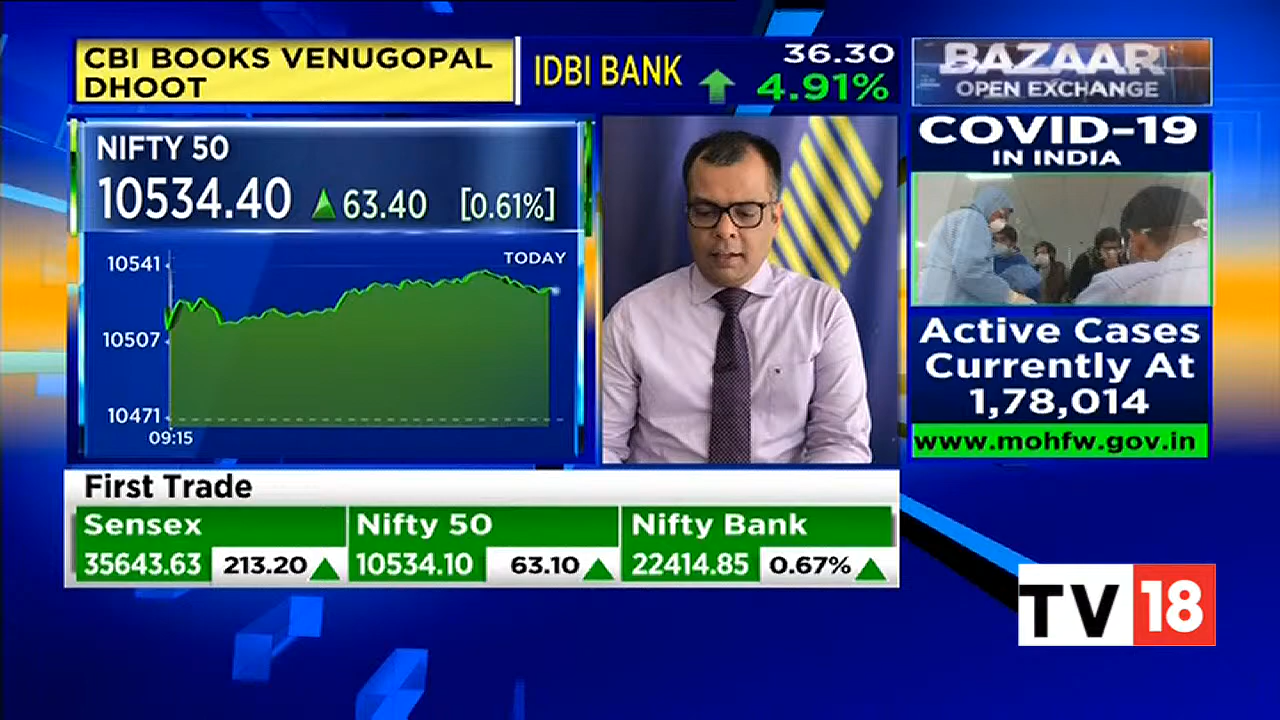 CBI BOOKS VENUGOPAL
DHOOT
IDBI BANK
36.30
4.91%
BAZAAR
OPEN EXCHANGE
NIFTY 50
10534.40 63.40 [0.61%]
TODAY
10541
10507
10471
09:15
COVID-19
IN INDIA
Active Cases
Currently At
1,78,014
www.mohfw.gov.in
First Trade
Sensex
35643.63 213.20
Nifty 50
10534.10 63.10
Nifty Bank
22414.85 0.67%
TV 18